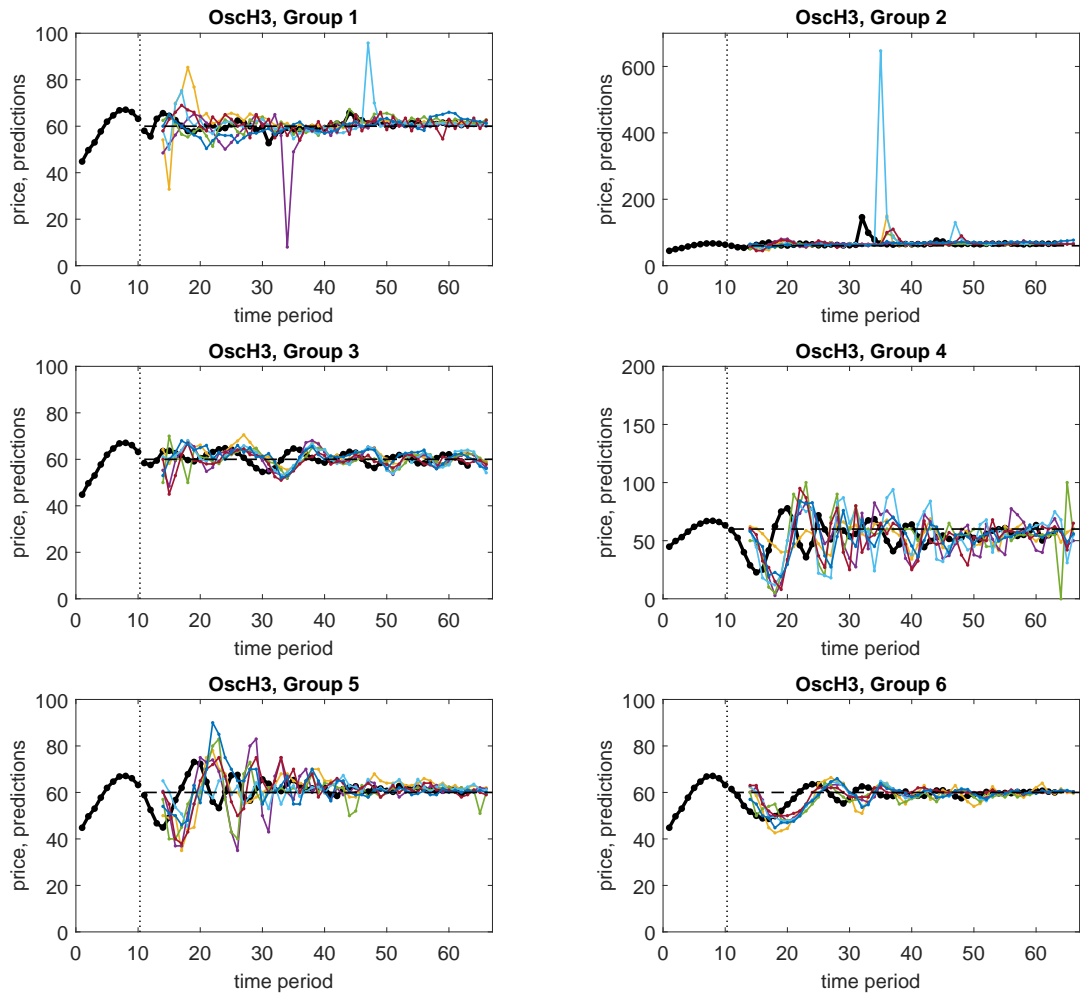 OscH3, Group 1
100
80
60
40
20
0
price, predictions
0 10 20 30 40 50 60
time period
OscH3, Group 2
600
400
200
0
price, predictions
0 10 20 30 40 50 60
time period
OscH3, Group 3
100
80
60
40
20
0
price, predictions
0 10 20 30 40 50 60
time period
OscH3, Group 4
200
150
100
50
0
price, predictions
0 10 20 30 40 50 60
time period
OscH3, Group 5
100
80
60
40
20
0
price, predictions
0 10 20 30 40 50 60
time period
OscH3, Group 6
100
80
60
40
20
0
price, predictions
0 10 20 30 40 50 60
time period